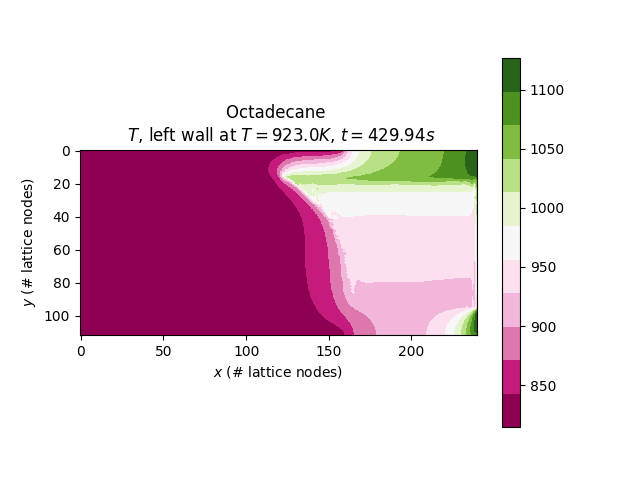 Octadecane
T, left wall at T = 923.0K, t = 429.94s
0
20
40
60
80
100
y (# lattice nodes)
0 50 100 150 200
x (# lattice nodes)
1100
1050
1000
950
900
850